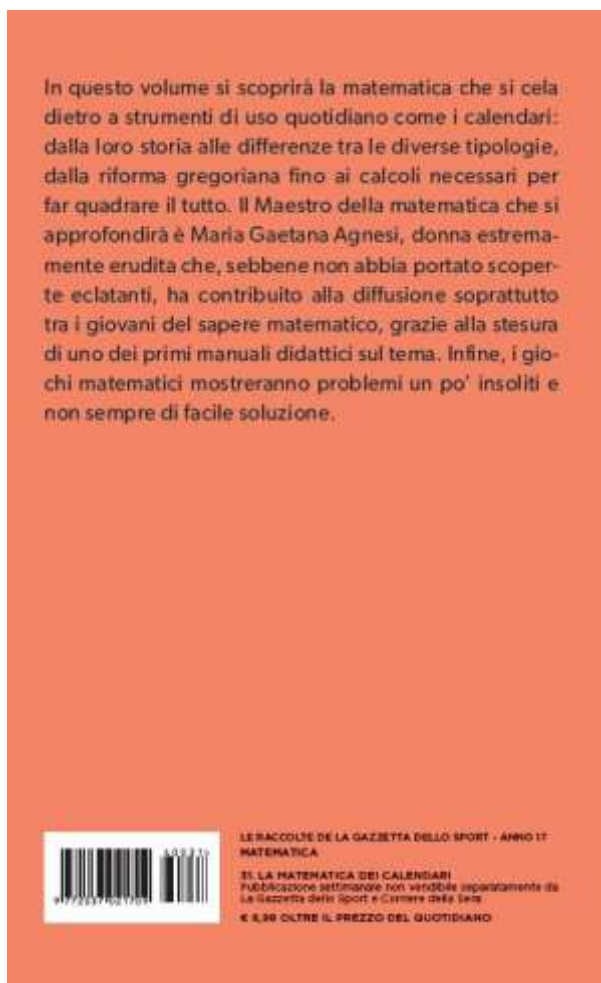 In questo volume si scoprirà la matematica che si cela
dietro a strumenti di uso quotidiano come i calendari:
dalla loro storia alle differenze tra le diverse tipologie,
dalla riforma gregoriana fino ai calcoli necessari per
far quadrare il tutto. Il Maestro della matematica che si
approfondirà è Maria Gaetana Agnesi, donna estrema-
mente erudita che, sebbene non abbia portato scoper-
te eclatanti, ha contribuito alla diffusione soprattutto
tra i giovani del sapere matematico, grazie alla stesura
di uno dei primi manuali didattici sul tema. Infine, i gio-
chi matematici mostreranno problemi un po' insoliti e
non sempre di facile soluzione.
LE RACCOLTE DE LA GAZZETTA DELLO SPORT - ANNO 17
MATEMATICA
31. LA MATEMATICA DEI CALENDARI
Pubblicazione settimanale non vendibile separatamente da
La Gazzetta dello Sport e Corriere della Sera
OLTRE IL PREZZO DEL QUOTIDIANO